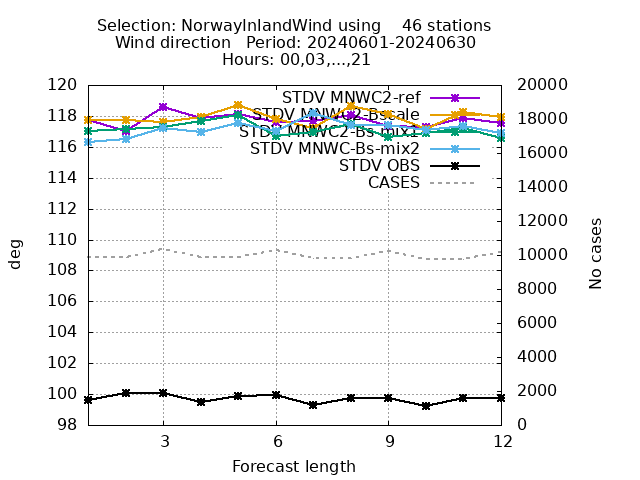 Selection: NorwayInlandWind using    46 stations
Wind direction   Period: 20240601-20240630
Hours: 00,03,...,21
120
118
116
114
112
110
108
106
104
102
100
98
20000
18000
16000
14000
12000
10000
8000
6000
4000
2000
0
STDV MNWC2-ref
STDV MNWC2-Bscale
STDV MNWC2-Bs-mix
STDV MNWC-Bs-mix2
STDV OBS
CASES
deg
No cases
3
6
9
12
Forecast length